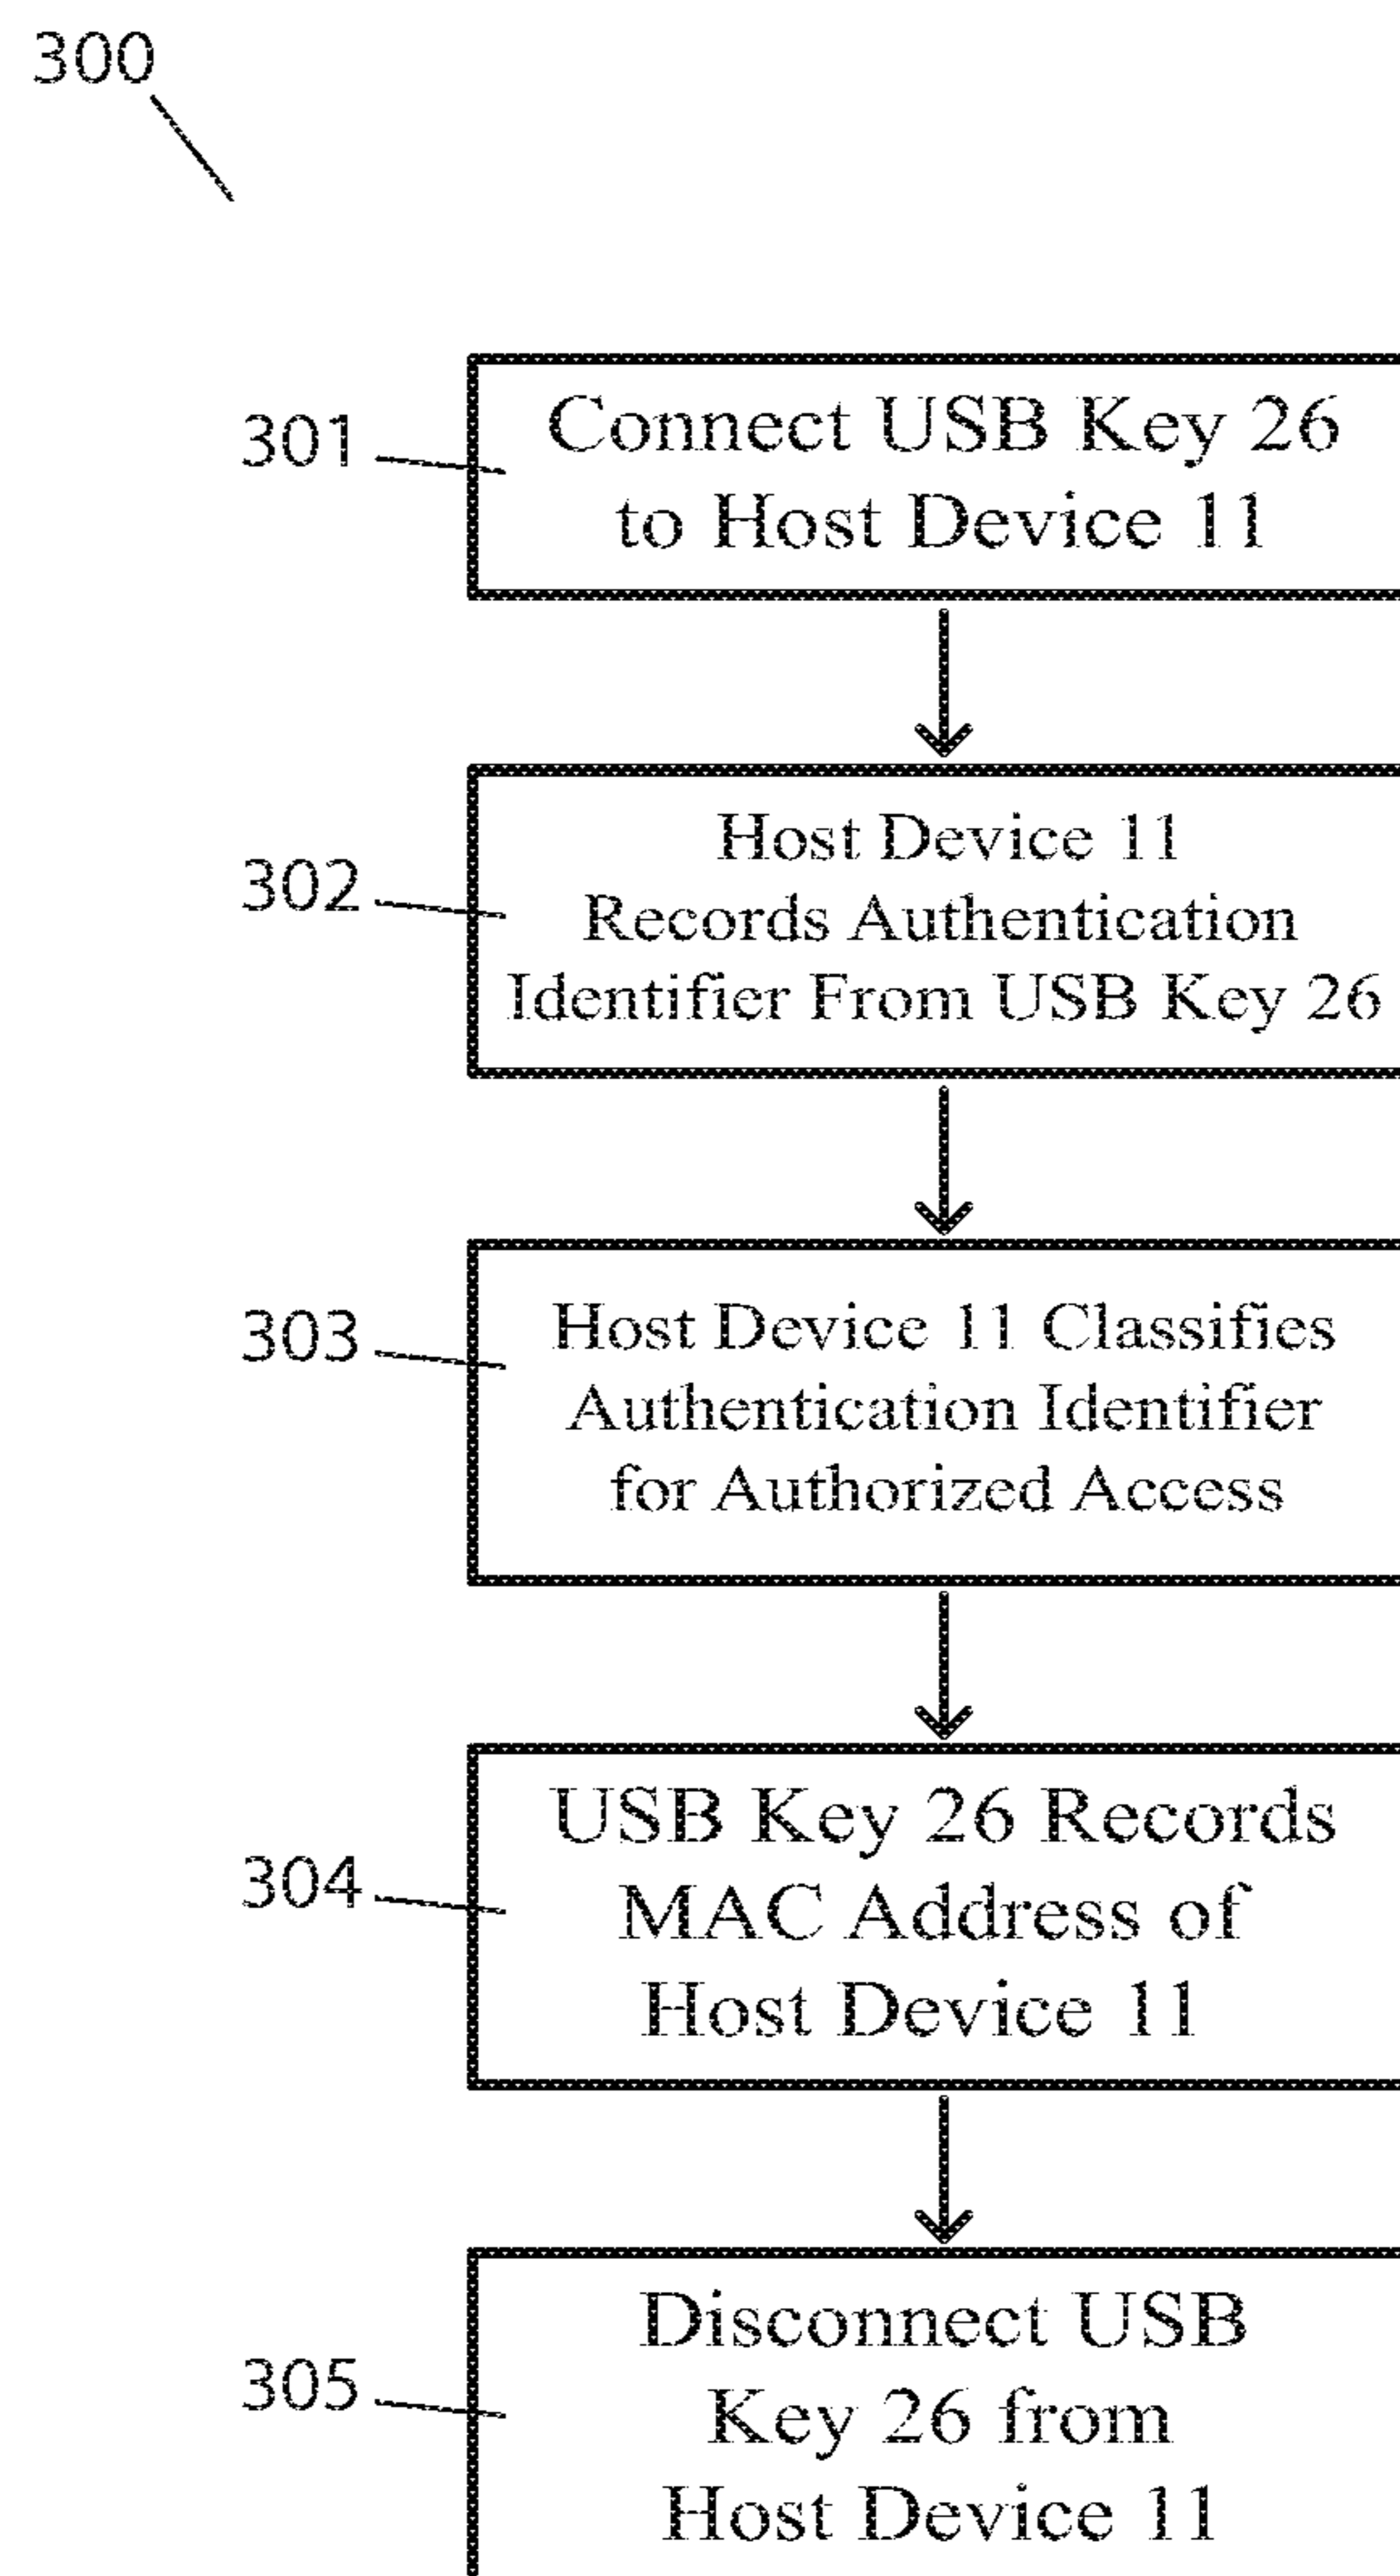 300
301
Connect USB Key 26
to Host Device 11
302
Host Device 11
Records Authentication
Identifier From USB Key 26
303
Host Device 11 Classifies
Authentication Identifier
for Authorized Access
304
USB Key 26 Records
MAC Address of
Host Device 11
305
Disconnect USB
Key 26 from
Host Device 11